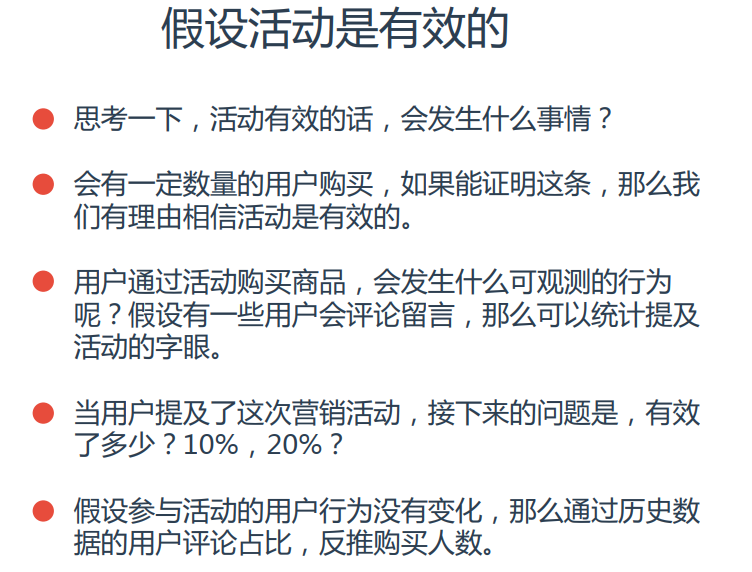 假设活动是有效的
思考一下，活动有效的话，会发生什么事情？
会有一定数量的用户购买，如果能证明这条，那么我
们有理由相信活动是有效的。
用户通过活动购买商品，会发生什么可观测的行为
呢？假设有一些用户会评论留言，那么可以统计提及
活动的字眼。
当用户提及了这次营销活动，接下来的问题是，有效
了多少？10%，20%？
假设参与活动的用户行为没有变化，那么通过历史数
据的用户评论占比，反推购买人数。